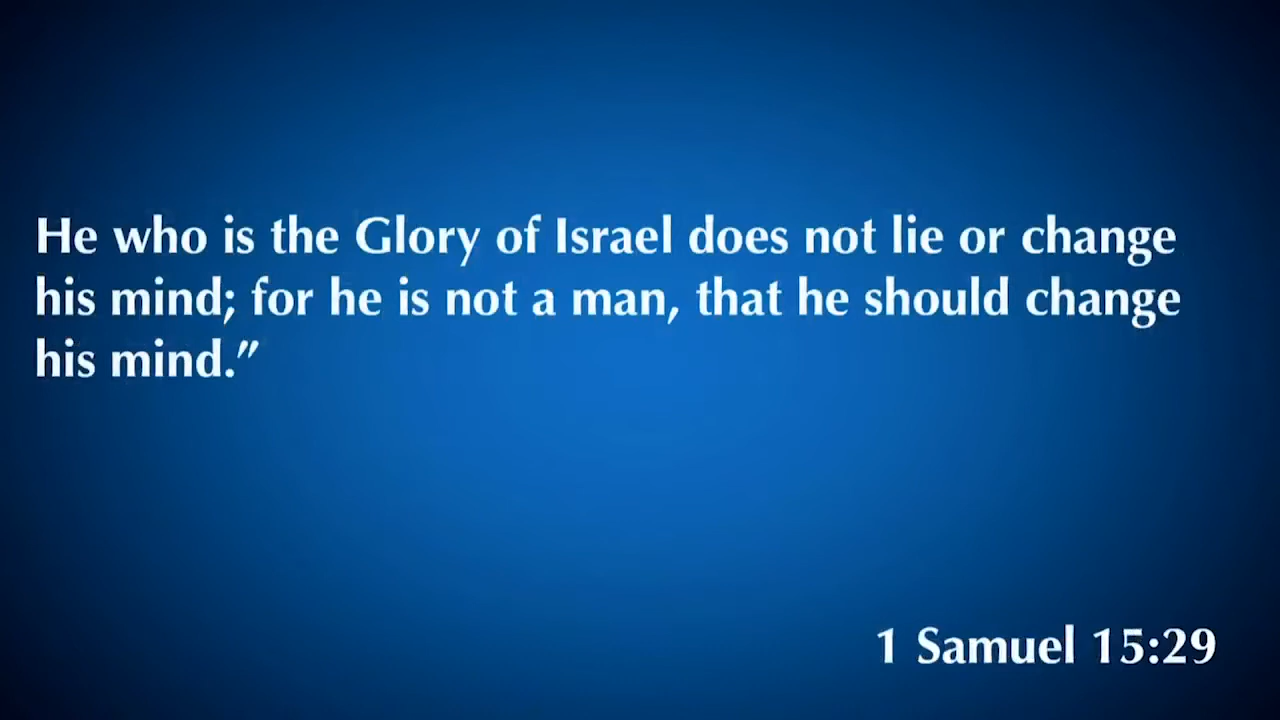 He who is the Glory of Israel does not lie or change
his mind; for he is not a man, that he should change
his mind.”
1 Samuel 15:29